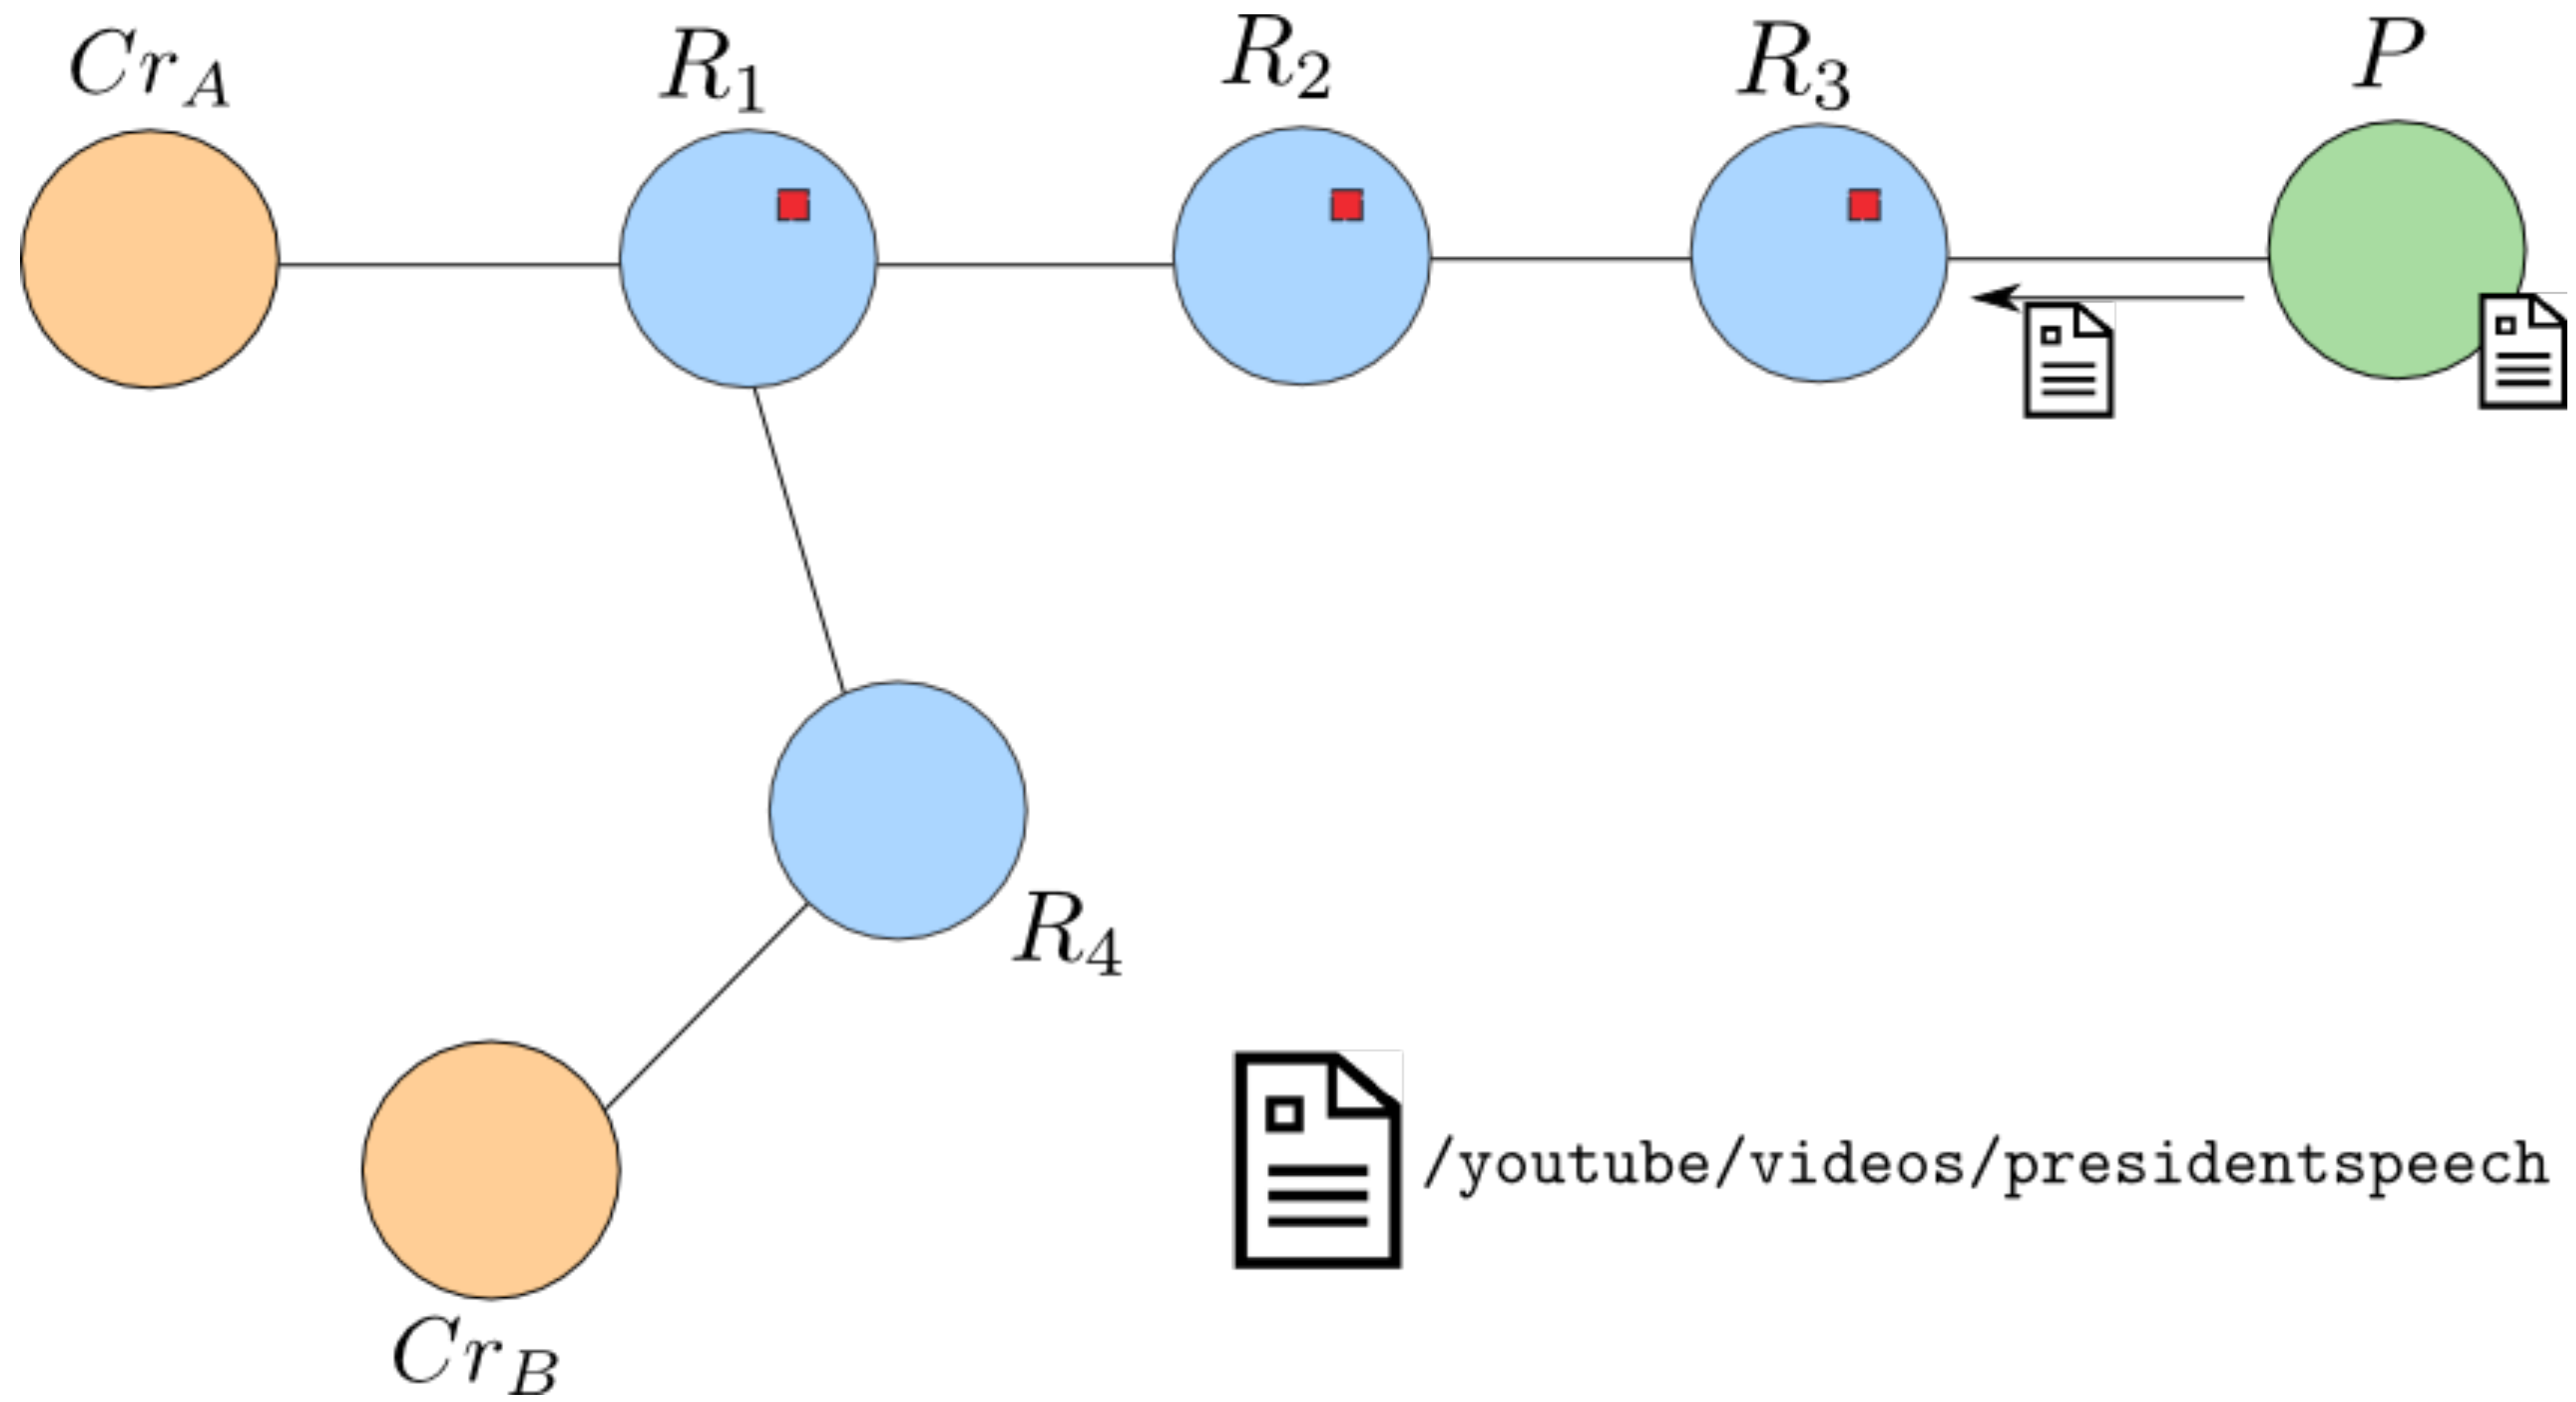 Cr_A
R_1
R_2
R_3
P
R_4
/youtube/videos/presidentspeech
Cr_B